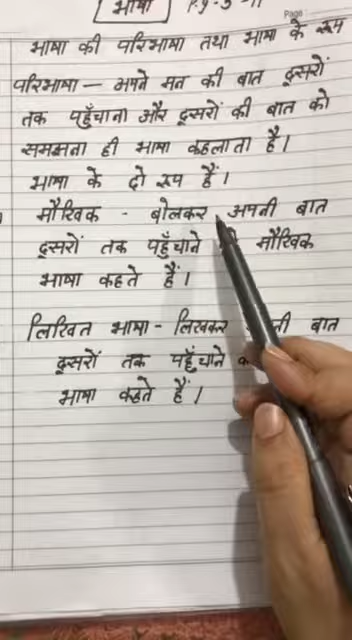 भाषा
Page
भाषा की परिभाषा तथा भाषा के रूप
परिभाषा — अपने मन की बात दूसरों
तक पहुँचाना और दूसरों की बात को
समझना ही भाषा कहलाता है।
भाषा के दो रूप हैं।
मौखिक - बोलकर अपनी बात
दूसरों तक पहुँचाने मौखिक
भाषा कहते हैं।
लिखित भाषा - लिखकर बात
दूसरों तक पहुँचाने
भाषा कहते हैं।